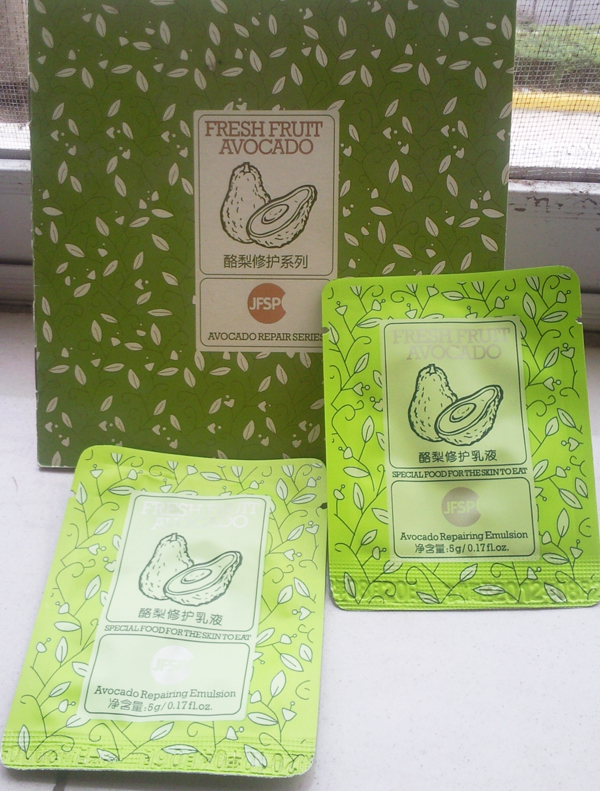 FRESH FRUIT
AVOCADO
酪梨修护系列
JFSP
AVOCADO REPAIR SERIES
FRESH FRUIT
AVOCADO
酪梨修护乳液
SPECIAL FOOD FOR THE SKIN TO EAT
JFSP
Avocado Repairing Emulsion
净含量:5g/0.17fl.oz.
FRESH FRUIT
AVOCADO
酪梨修护乳液
SPECIAL FOOD FOR THE SKIN TO EAT
JFSP
Avocado Repairing Emulsion
净含量:5g/0.17fl.oz.